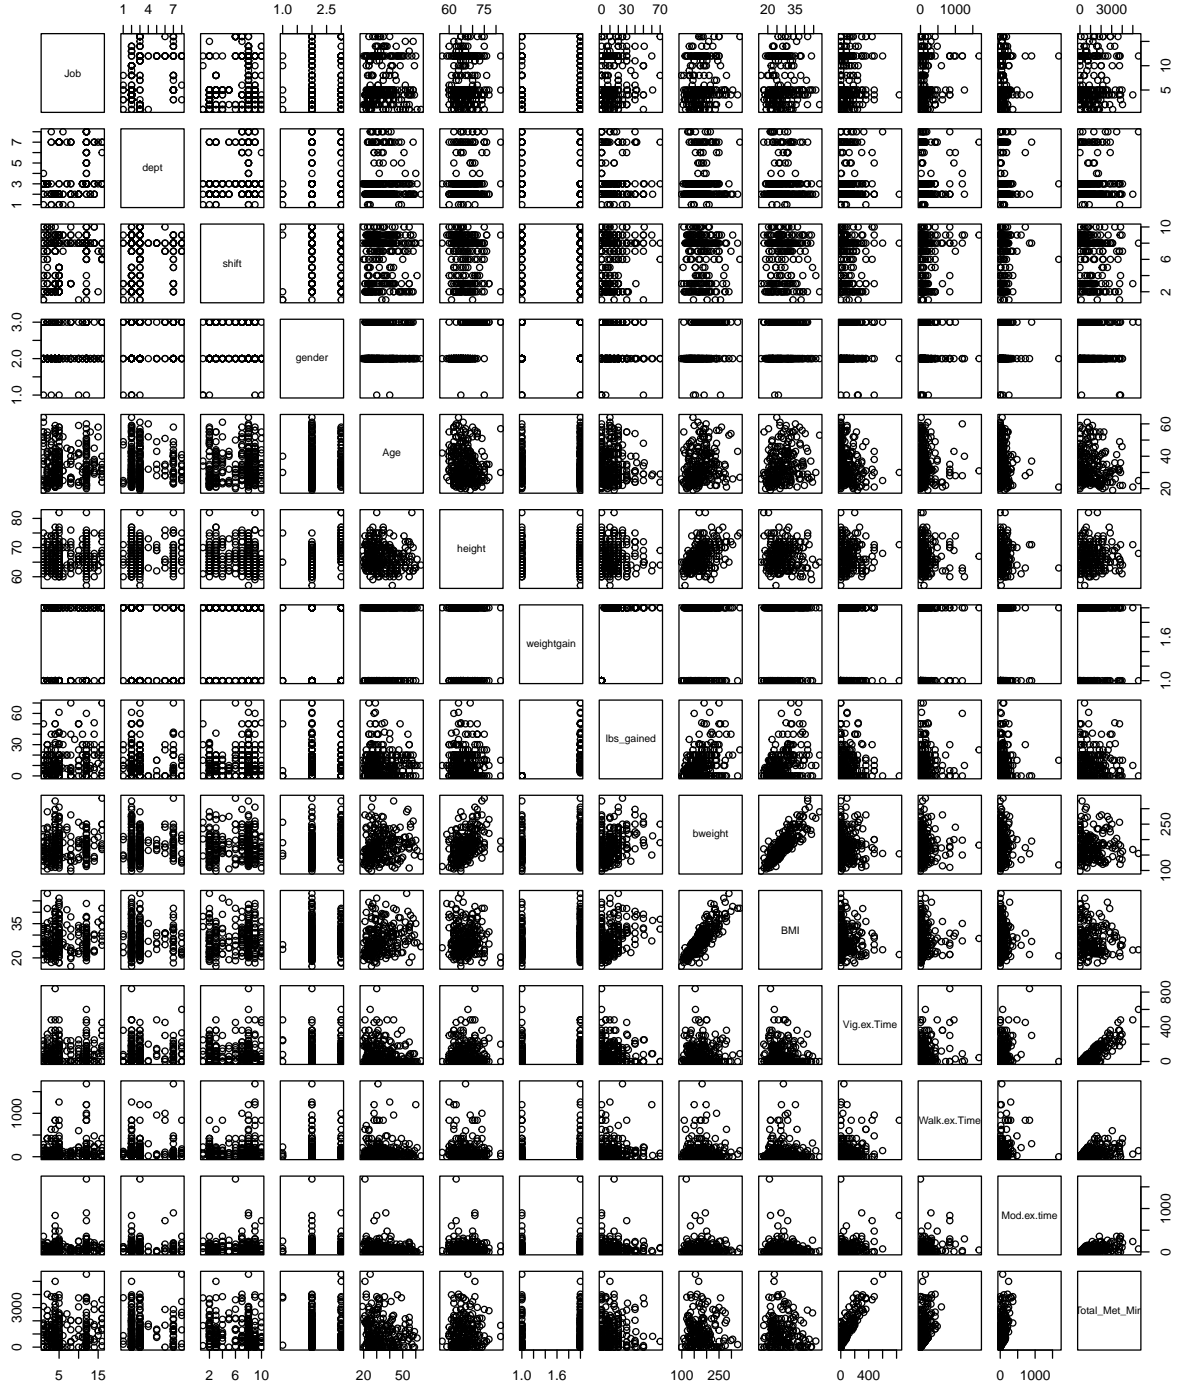 1 4 7 1.0 2.5 60 75 0 30 70 20 35 0 1000 0 3000
Job 5 10
1 3 5 7 dept
shift 2 6 10
1.0 2.0 3.0 gender
Age 20 40 60
60 70 80 height
weightgain 1.0 1.6
0 30 60 lbs_gained
bweight 100 250
20 35 BMI
Vig.ex.Time 0 400 800
0 1000 Walk.ex.Time
Mod.ex.time 0 1000
0 3000 Total_Met_Min
5 15 2 6 10 20 50 1.0 1.6 100 250 0 400 0 1000